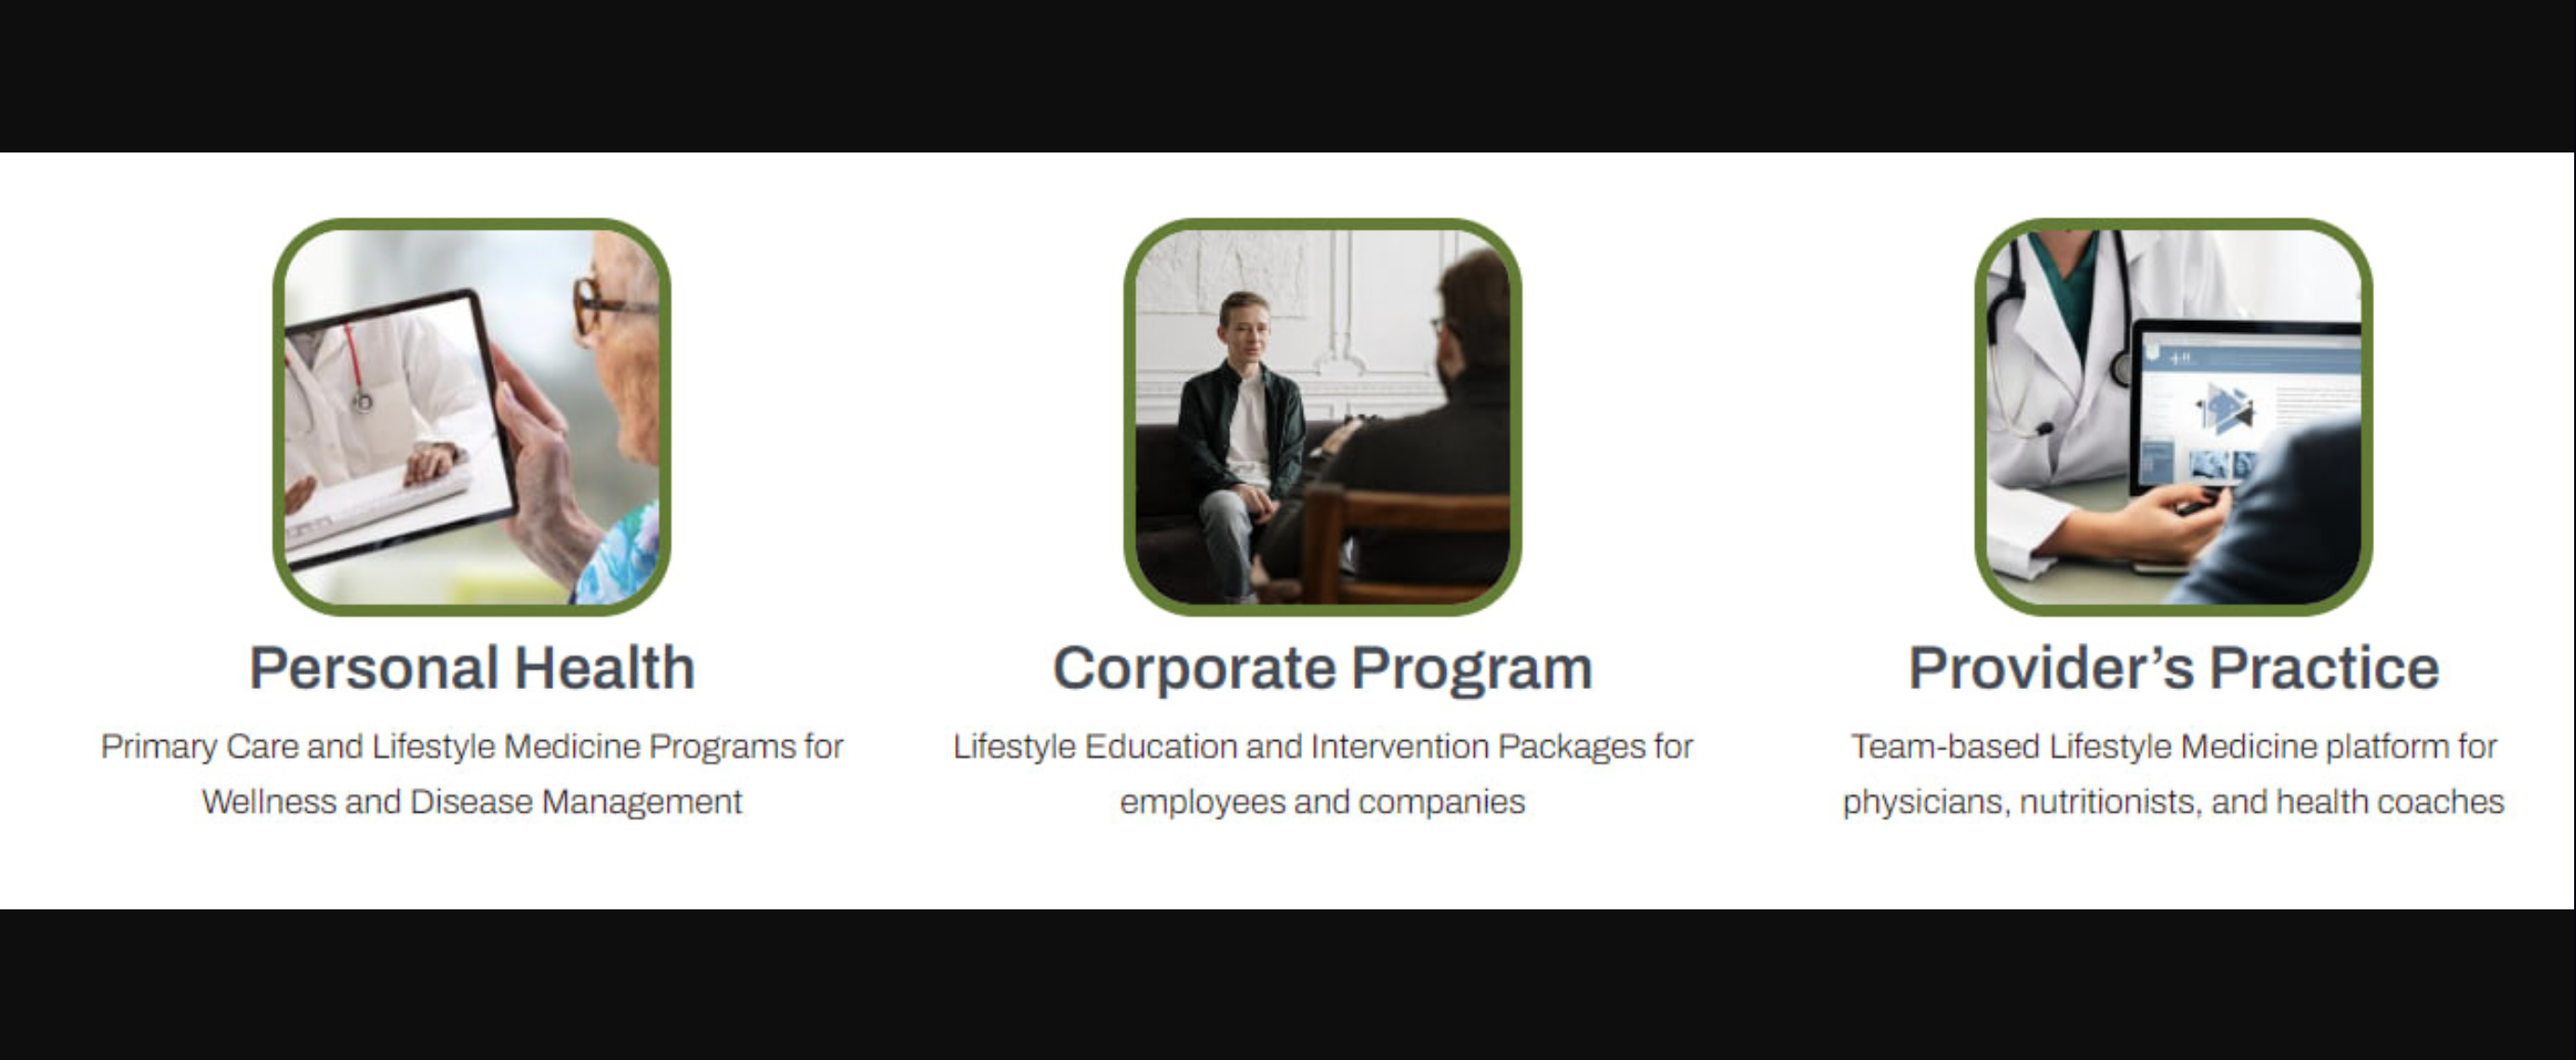 Personal Health
Primary Care and Lifestyle Medicine Programs for
Wellness and Disease Management
Corporate Program
Lifestyle Education and Intervention Packages for
employees and companies
Provider’s Practice
Team-based Lifestyle Medicine platform for
physicians, nutritionists, and health coaches